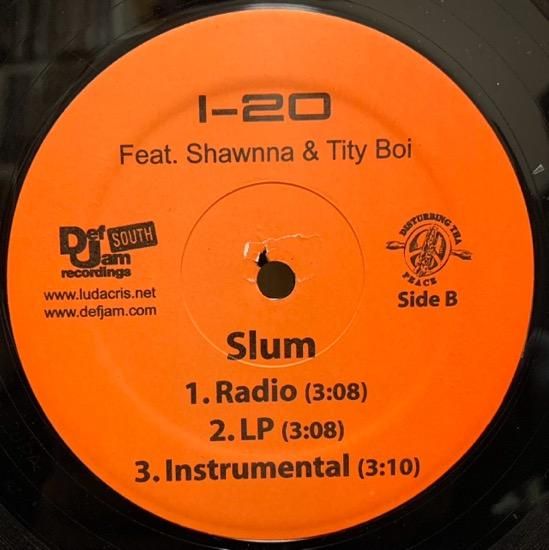 I-20
Feat. Shawnna & Tity Boi
Def Jam SOUTH
recordings
www.ludacris.net
www.defjam.com
DISTURBING THA
PEACE
Side B
Slum
1. Radio (3:08)
2. LP (3:08)
3. Instrumental (3:10)